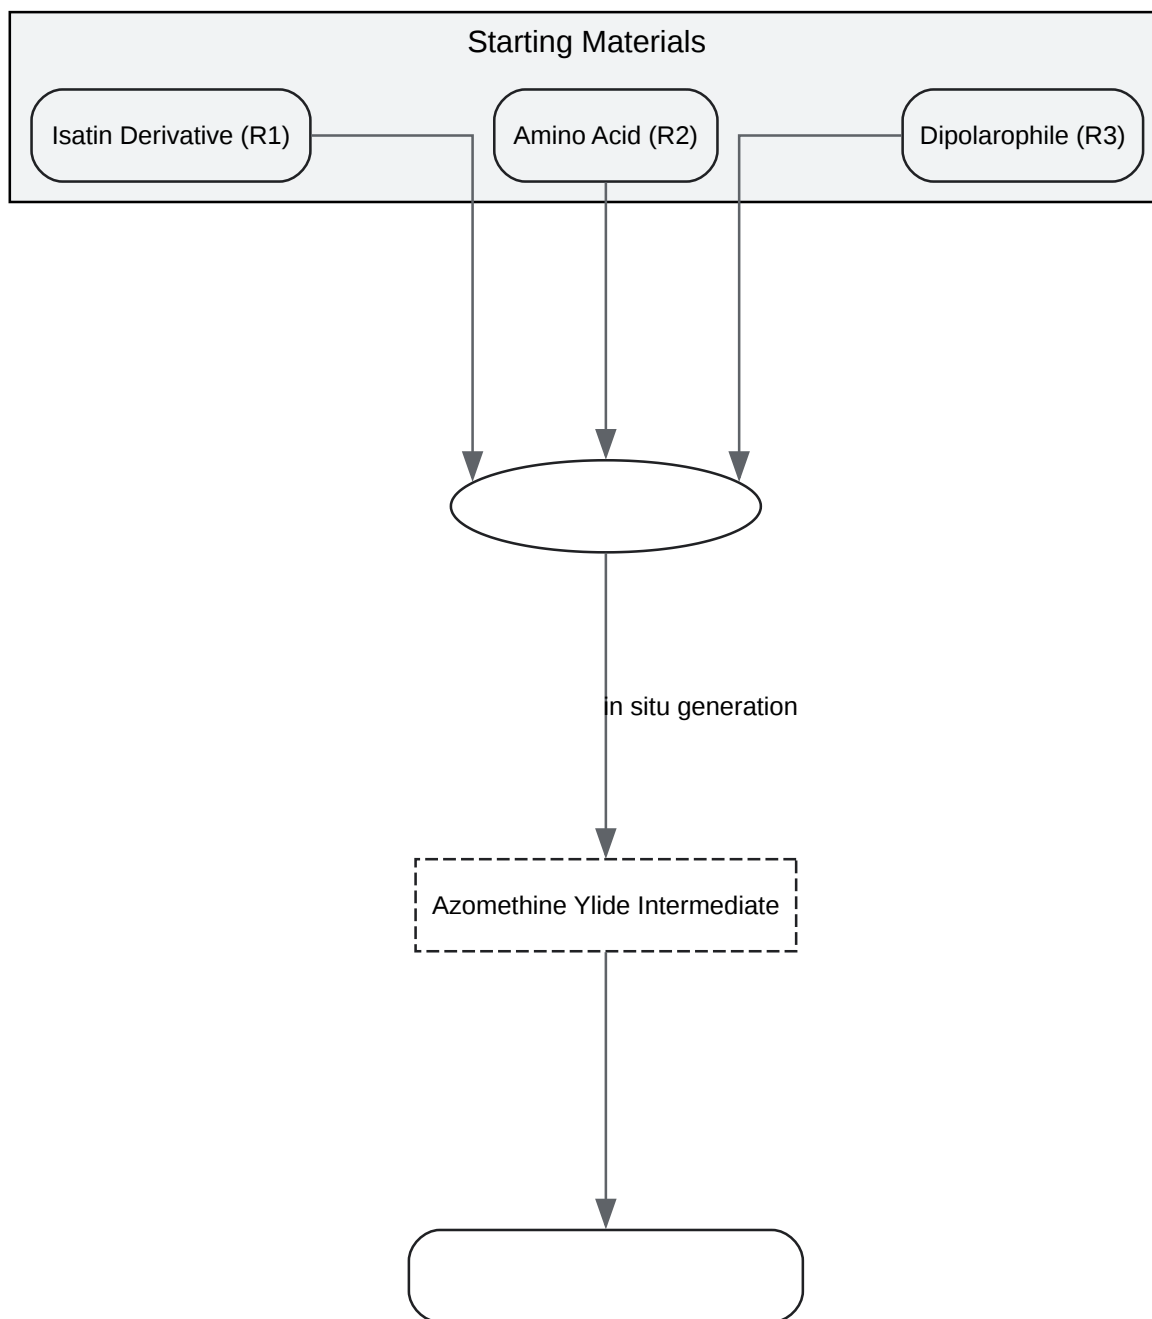 Starting Materials
Isatin Derivative (R1)
Amino Acid (R2)
Dipolarophile (R3)
in situ generation
Azomethine Ylide Intermediate